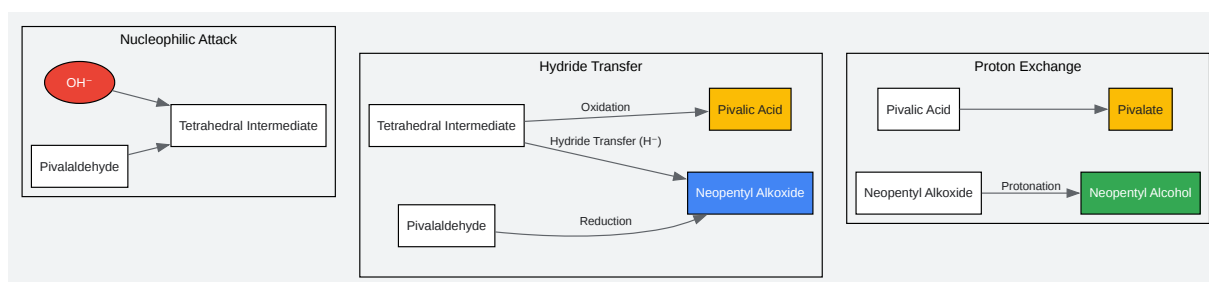 Nucleophilic Attack
OH⁻
Tetrahedral Intermediate
Pivalaldehyde
Hydride Transfer
Tetrahedral Intermediate
Oxidation
Pivalic Acid
Hydride Transfer (H⁻)
Neopentyl Alkoxide
Pivalaldehyde
Reduction
Proton Exchange
Pivalic Acid
Pivalate
Neopentyl Alkoxide
Protonation
Neopentyl Alcohol